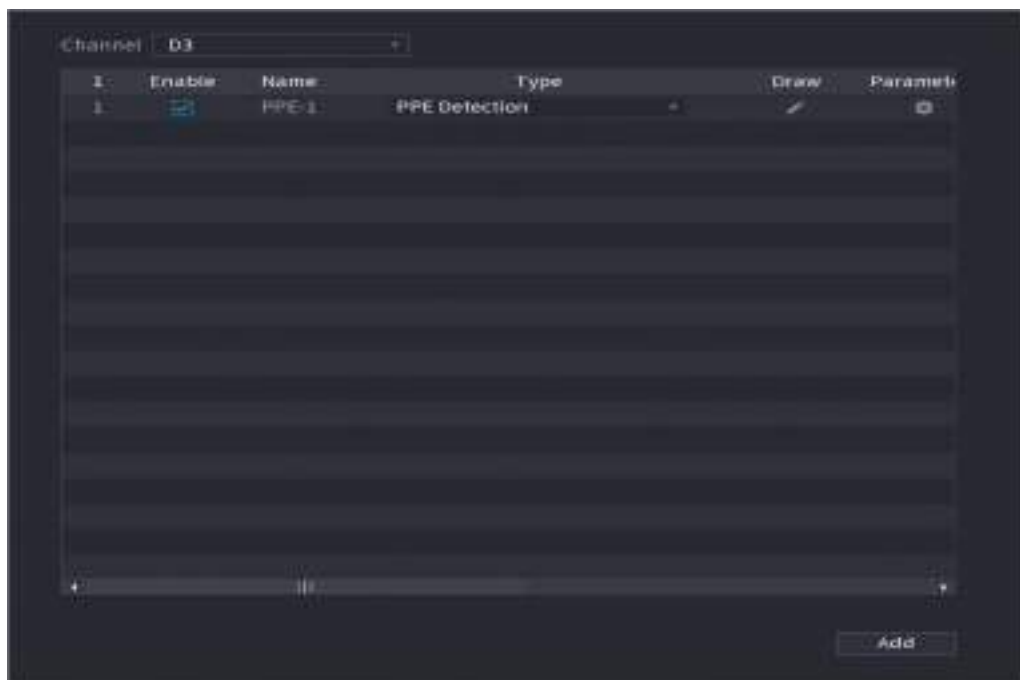 Channel D3
1 Enable Name Type Draw Paramet
1 PPE-1 PPE Detection
Add